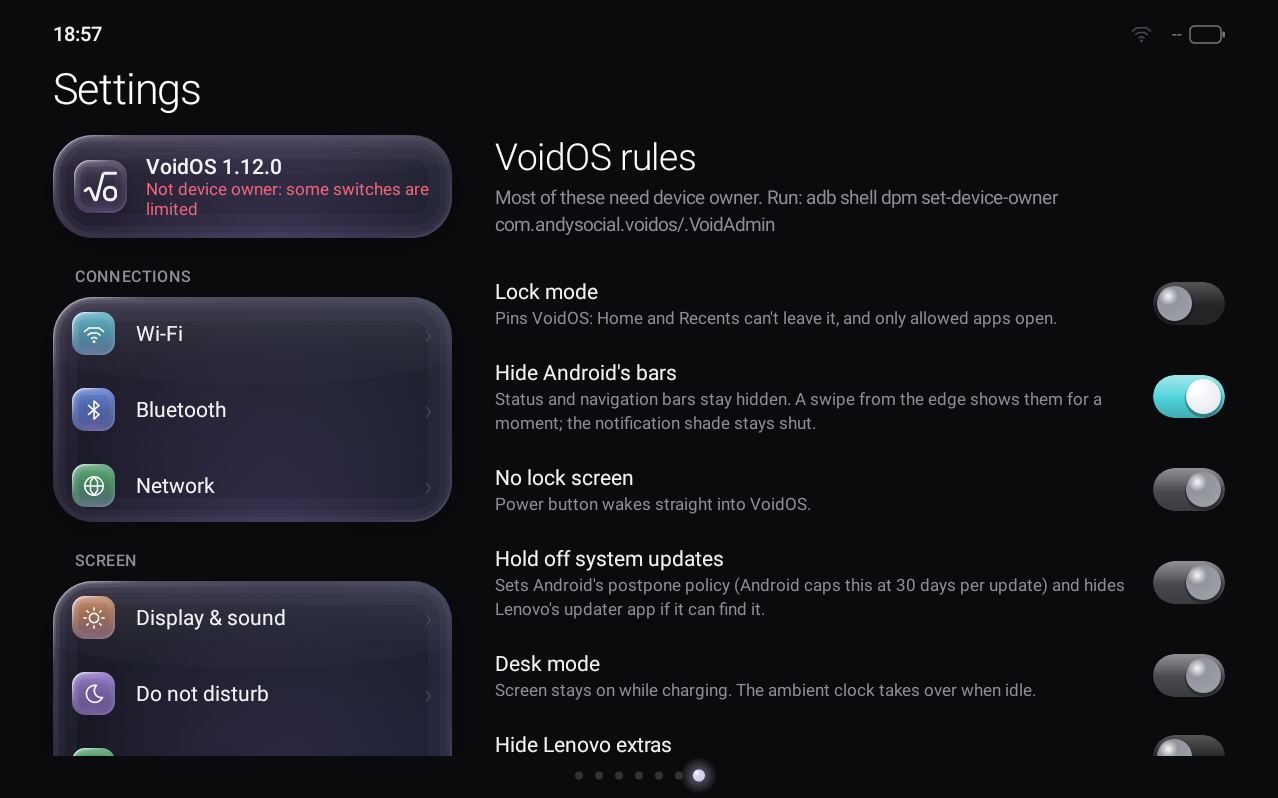 18:57
--
Settings
VoidOS 1.12.0
Not device owner: some switches are
limited
CONNECTIONS
Wi-Fi
Bluetooth
Network
SCREEN
Display & sound
Do not disturb
VoidOS rules
Most of these need device owner. Run: adb shell dpm set-device-owner
com.andysocial.voidos/.VoidAdmin
Lock mode
Pins VoidOS: Home and Recents can't leave it, and only allowed apps open.
Hide Android's bars
Status and navigation bars stay hidden. A swipe from the edge shows them for a
moment; the notification shade stays shut.
No lock screen
Power button wakes straight into VoidOS.
Hold off system updates
Sets Android's postpone policy (Android caps this at 30 days per update) and hides
Lenovo's updater app if it can find it.
Desk mode
Screen stays on while charging. The ambient clock takes over when idle.
Hide Lenovo extras